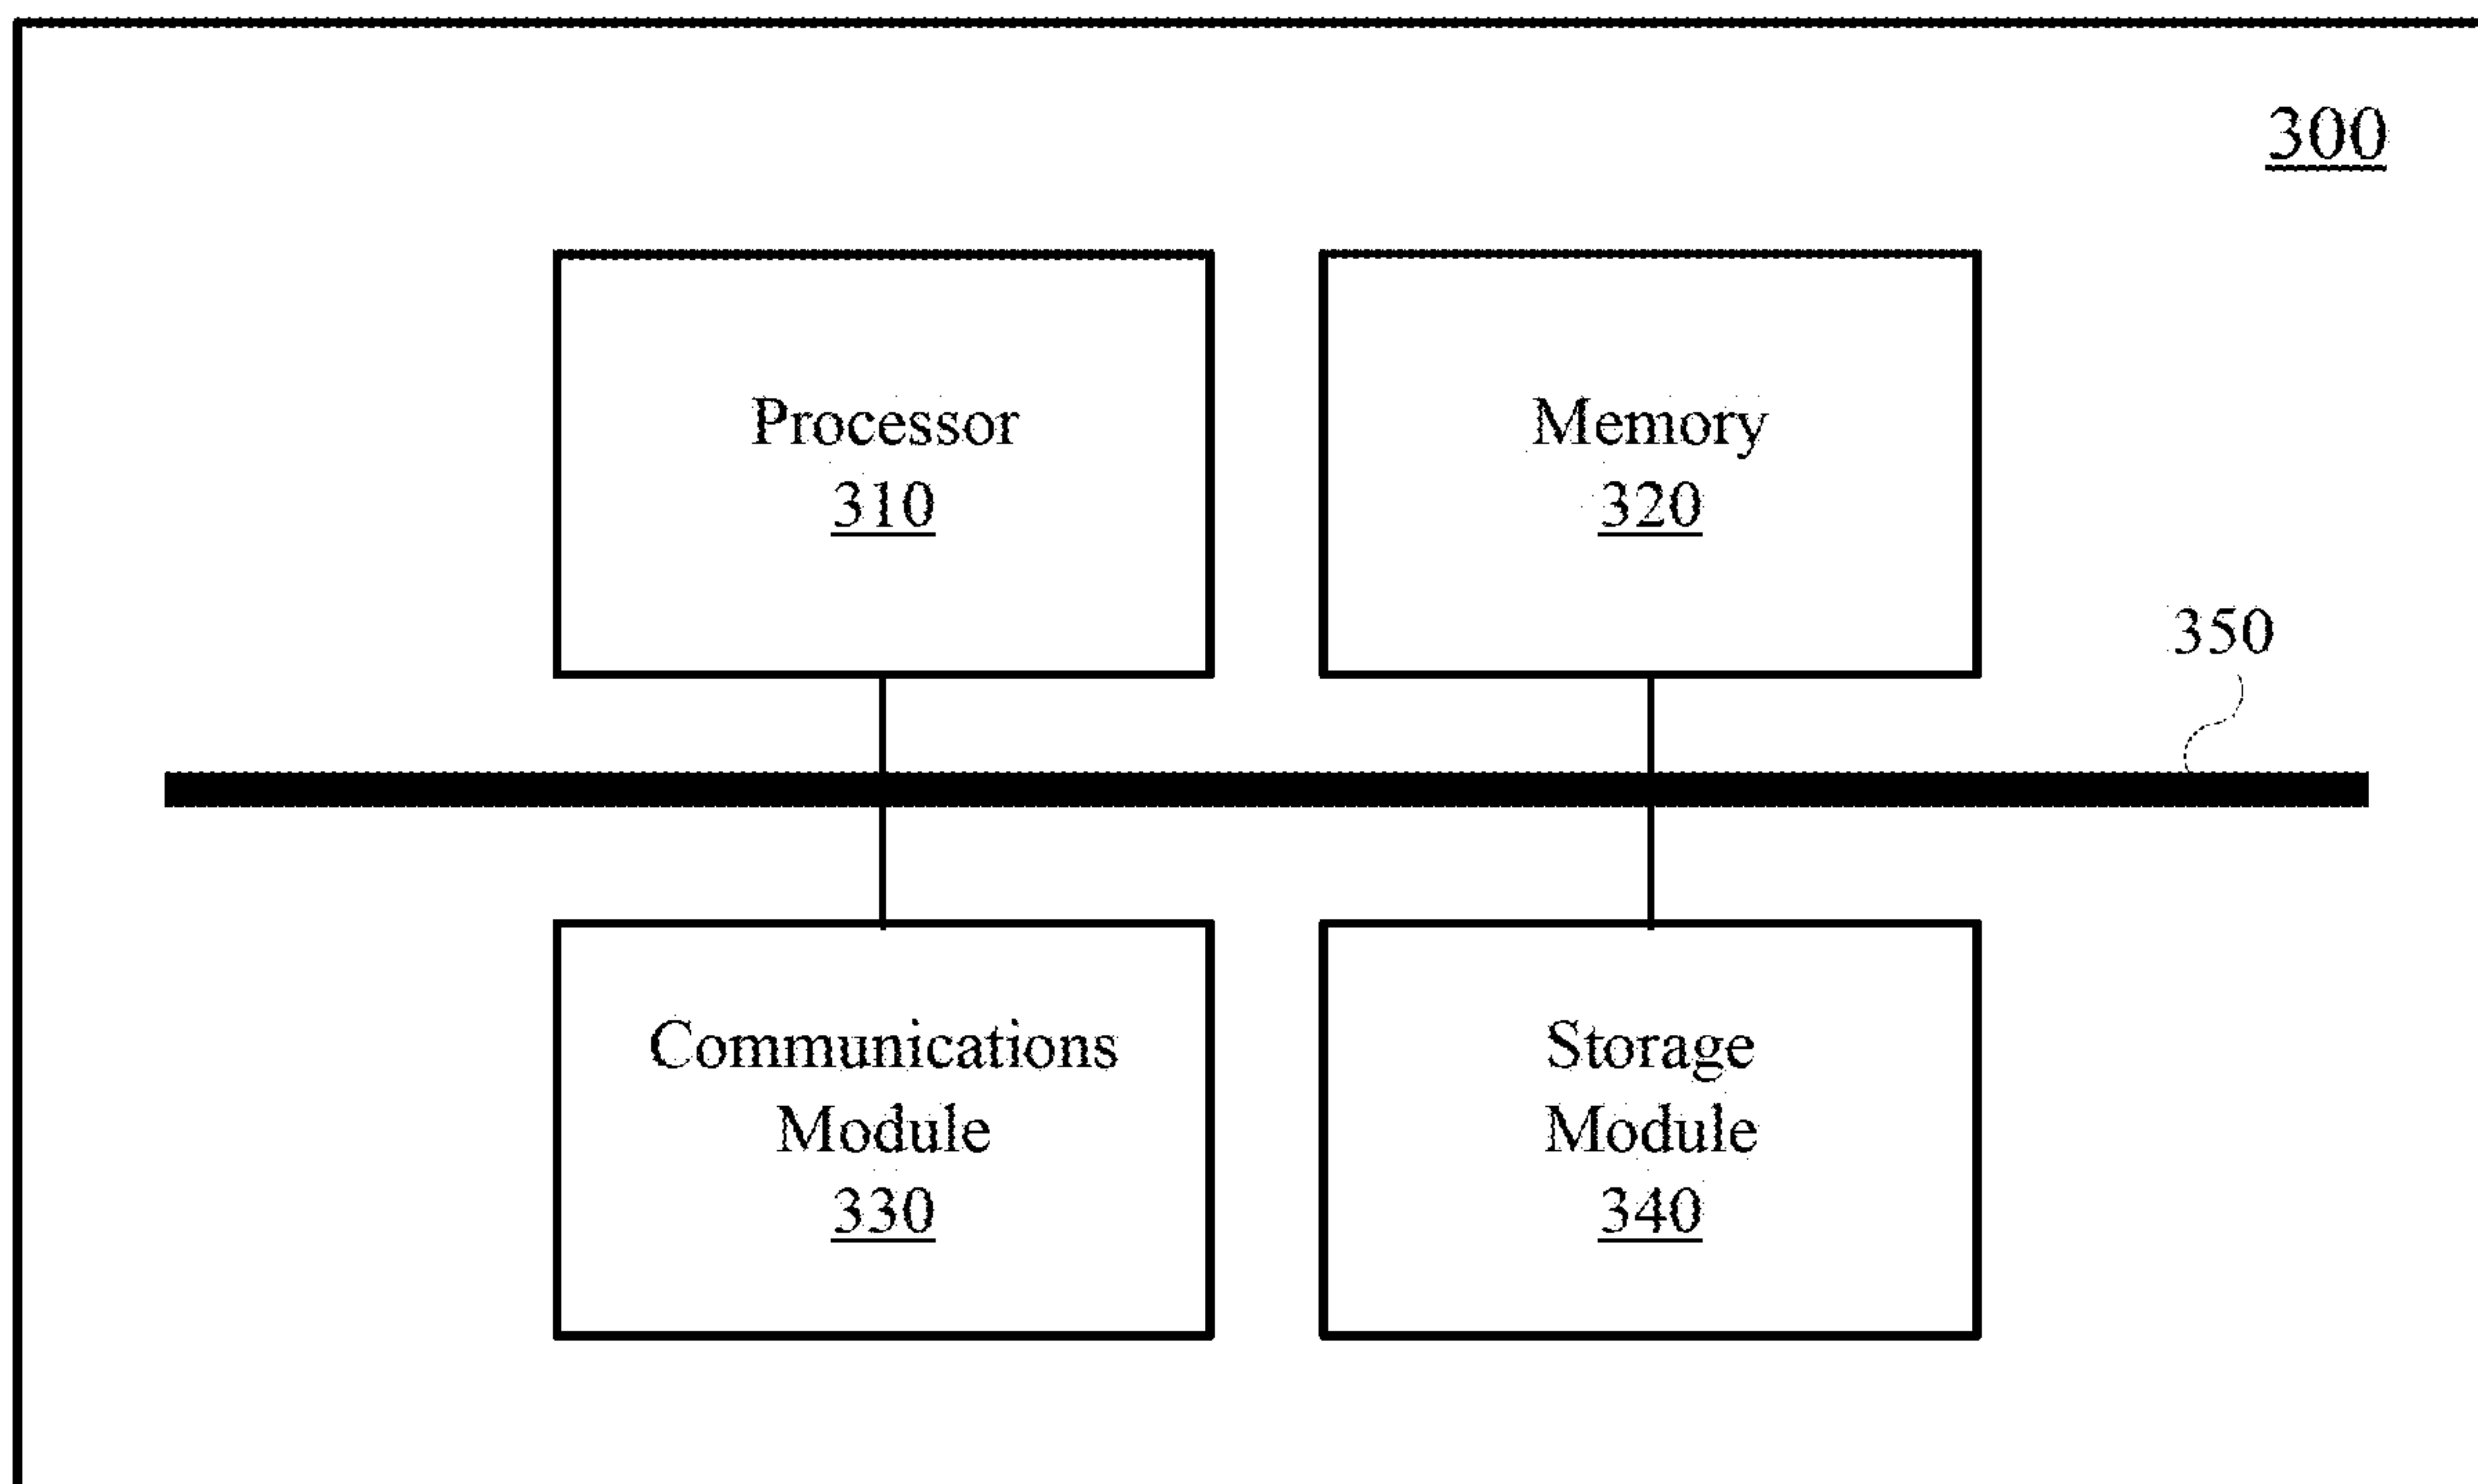 300
Processor
310
Memory
320
350
Communications
Module
330
Storage
Module
340